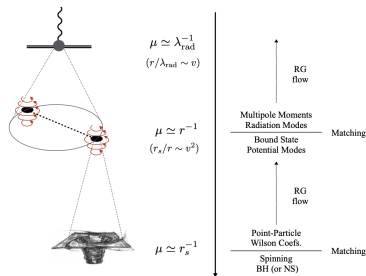 μ ≃ λ_rad^{-1}
(r/λ_rad ∼ v)
RG
flow
Multipole Moments
Radiation Modes
Bound State
Potential Modes
Matching
μ ≃ r^{-1}
(r_s/r ∼ v²)
RG
flow
Point-Particle
Wilson Coefs.
Spinning
BH (or NS)
Matching
μ ≃ r_s^{-1}